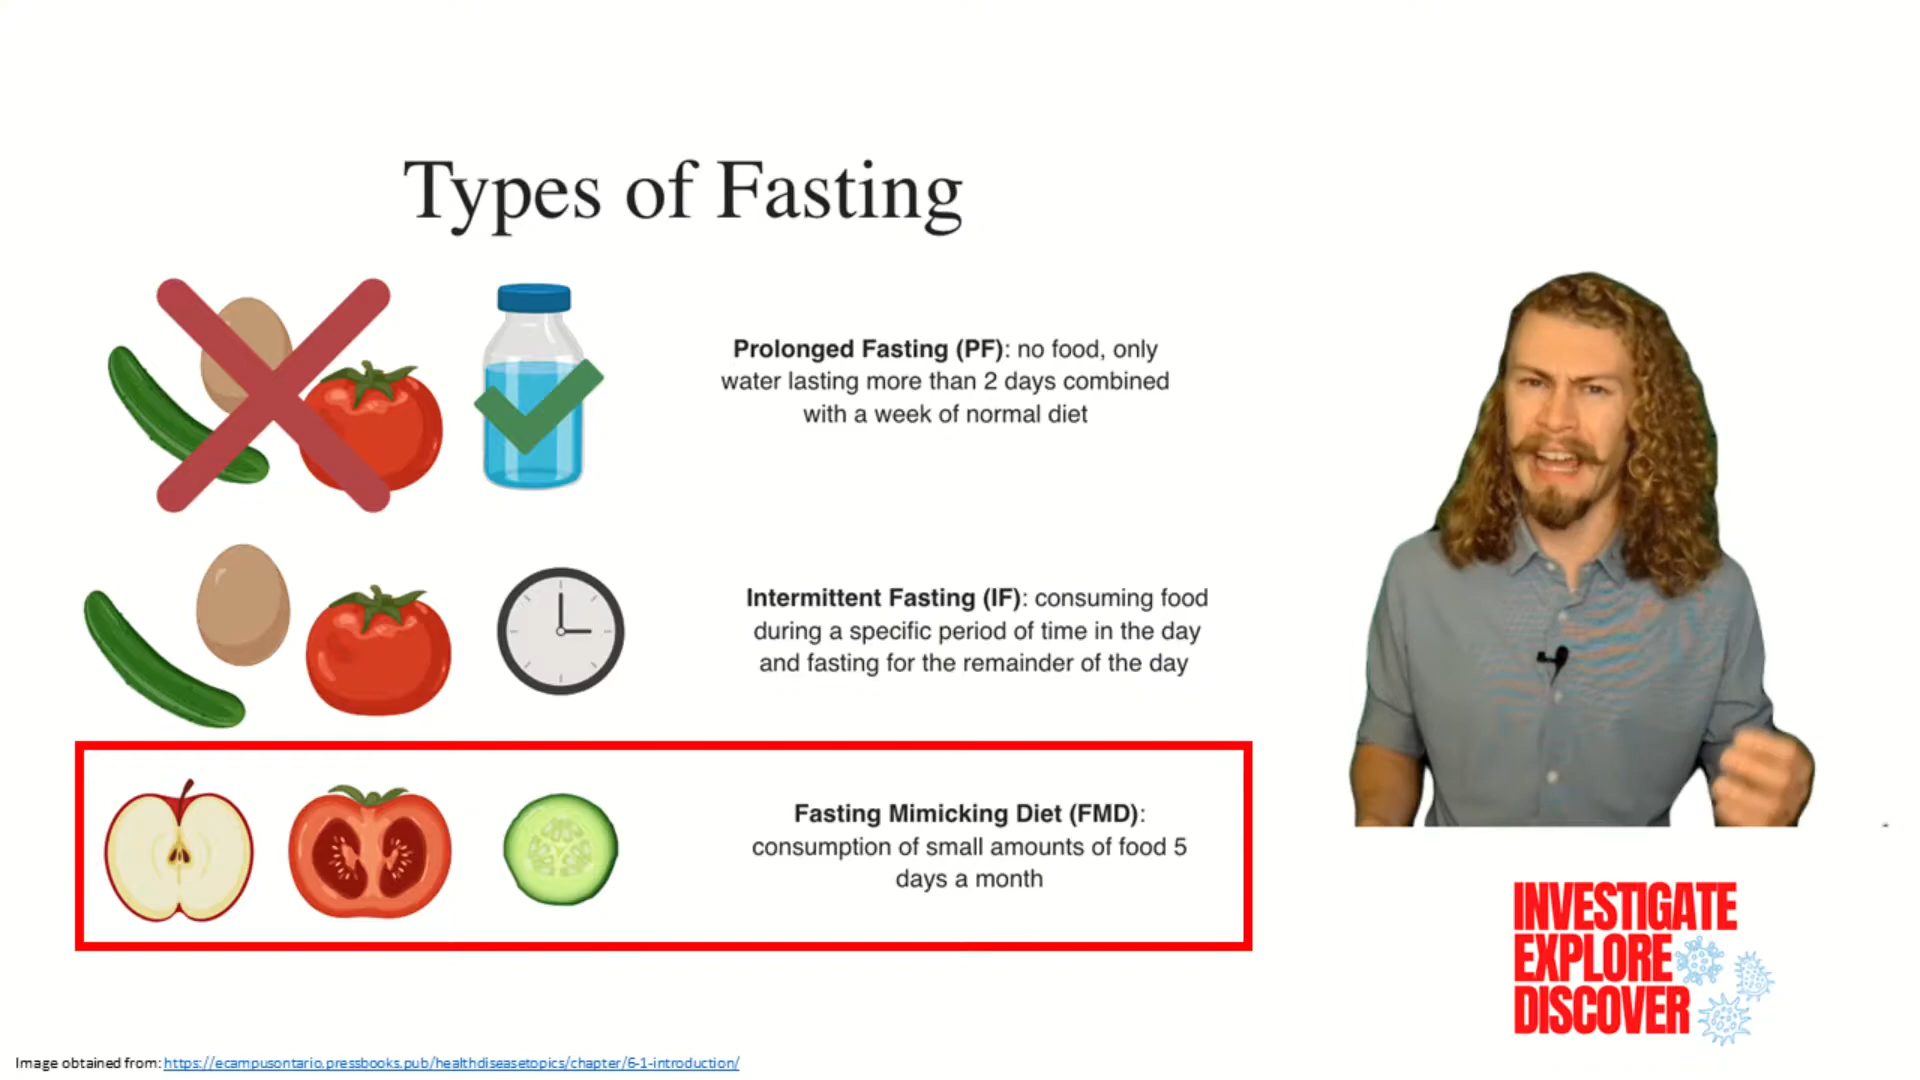 Types of Fasting
Prolonged Fasting (PF): no food, only
water lasting more than 2 days combined
with a week of normal diet
Intermittent Fasting (IF): consuming food
during a specific period of time in the day
and fasting for the remainder of the day
Fasting Mimicking Diet (FMD):
consumption of small amounts of food 5
days a month
INVESTIGATE
EXPLORE
DISCOVER
Image obtained from: https://ecampusontario.pressbooks.pub/healthdiseasetopics/chapter/6-1-introduction/